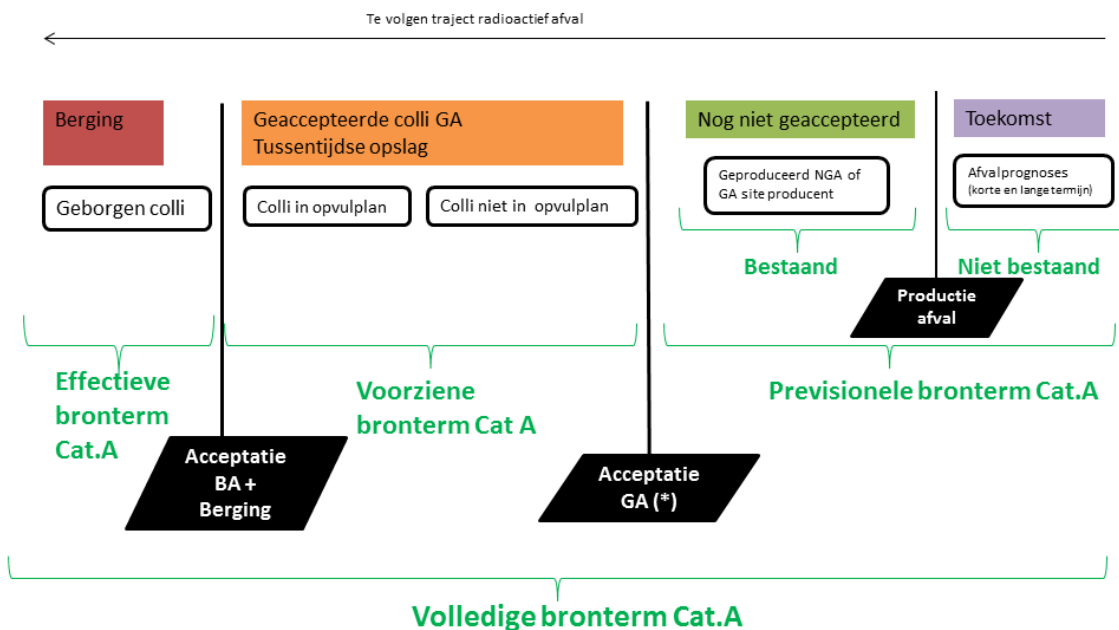 Te volgen traject radioactief afval
Berging
Geaccepteerde colli GA
Tussentijdse opslag
Nog niet geaccepteerd
Toekomst
Geborgen colli
Colli in opvulplan
Colli niet in opvulplan
Geproduceerd NGA of
GA site producent
Afvalprognoses
(korte en lange termijn)
Bestaand
Niet bestaand
Productie
afval
Effectieve
bronterm
Cat.A
Voorziene
bronterm Cat A
Previsionele bronterm Cat.A
Acceptatie
BA +
Berging
Acceptatie
GA (*)
Volledige bronterm Cat.A